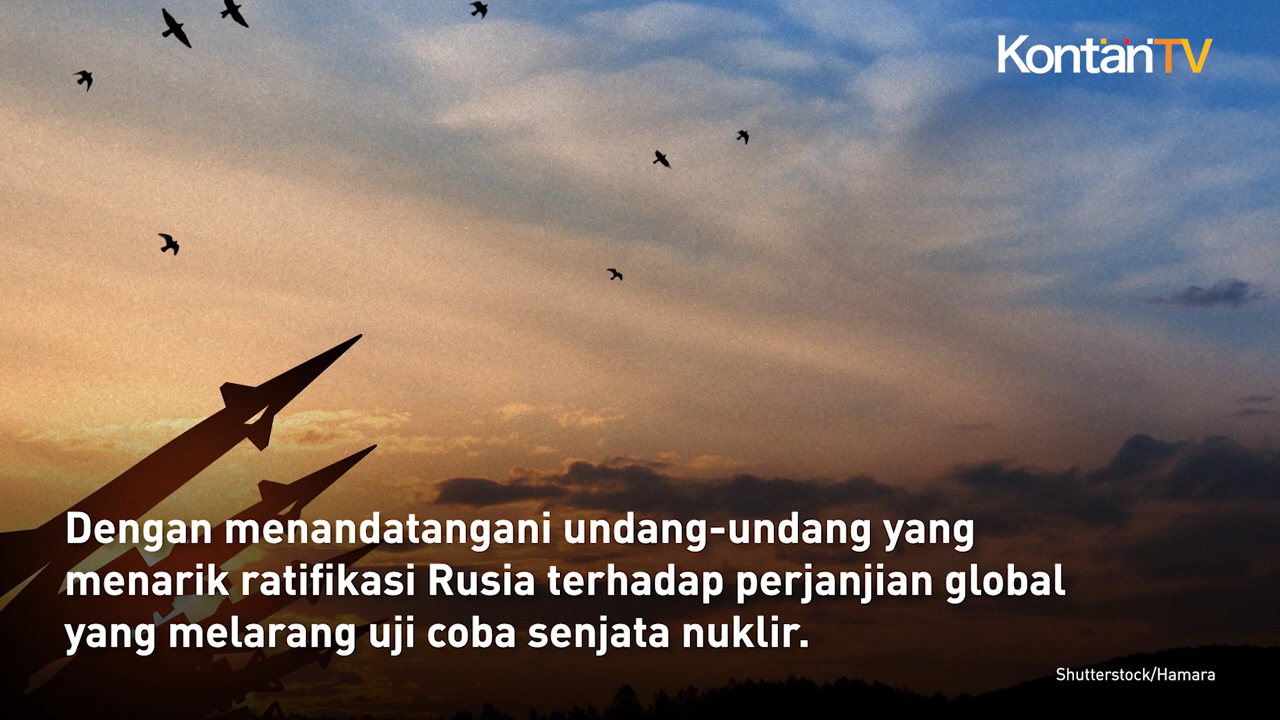 KontanTV
Dengan menandatangani undang-undang yang
menarik ratifikasi Rusia terhadap perjanjian global
yang melarang uji coba senjata nuklir.
Shutterstock/Hamara